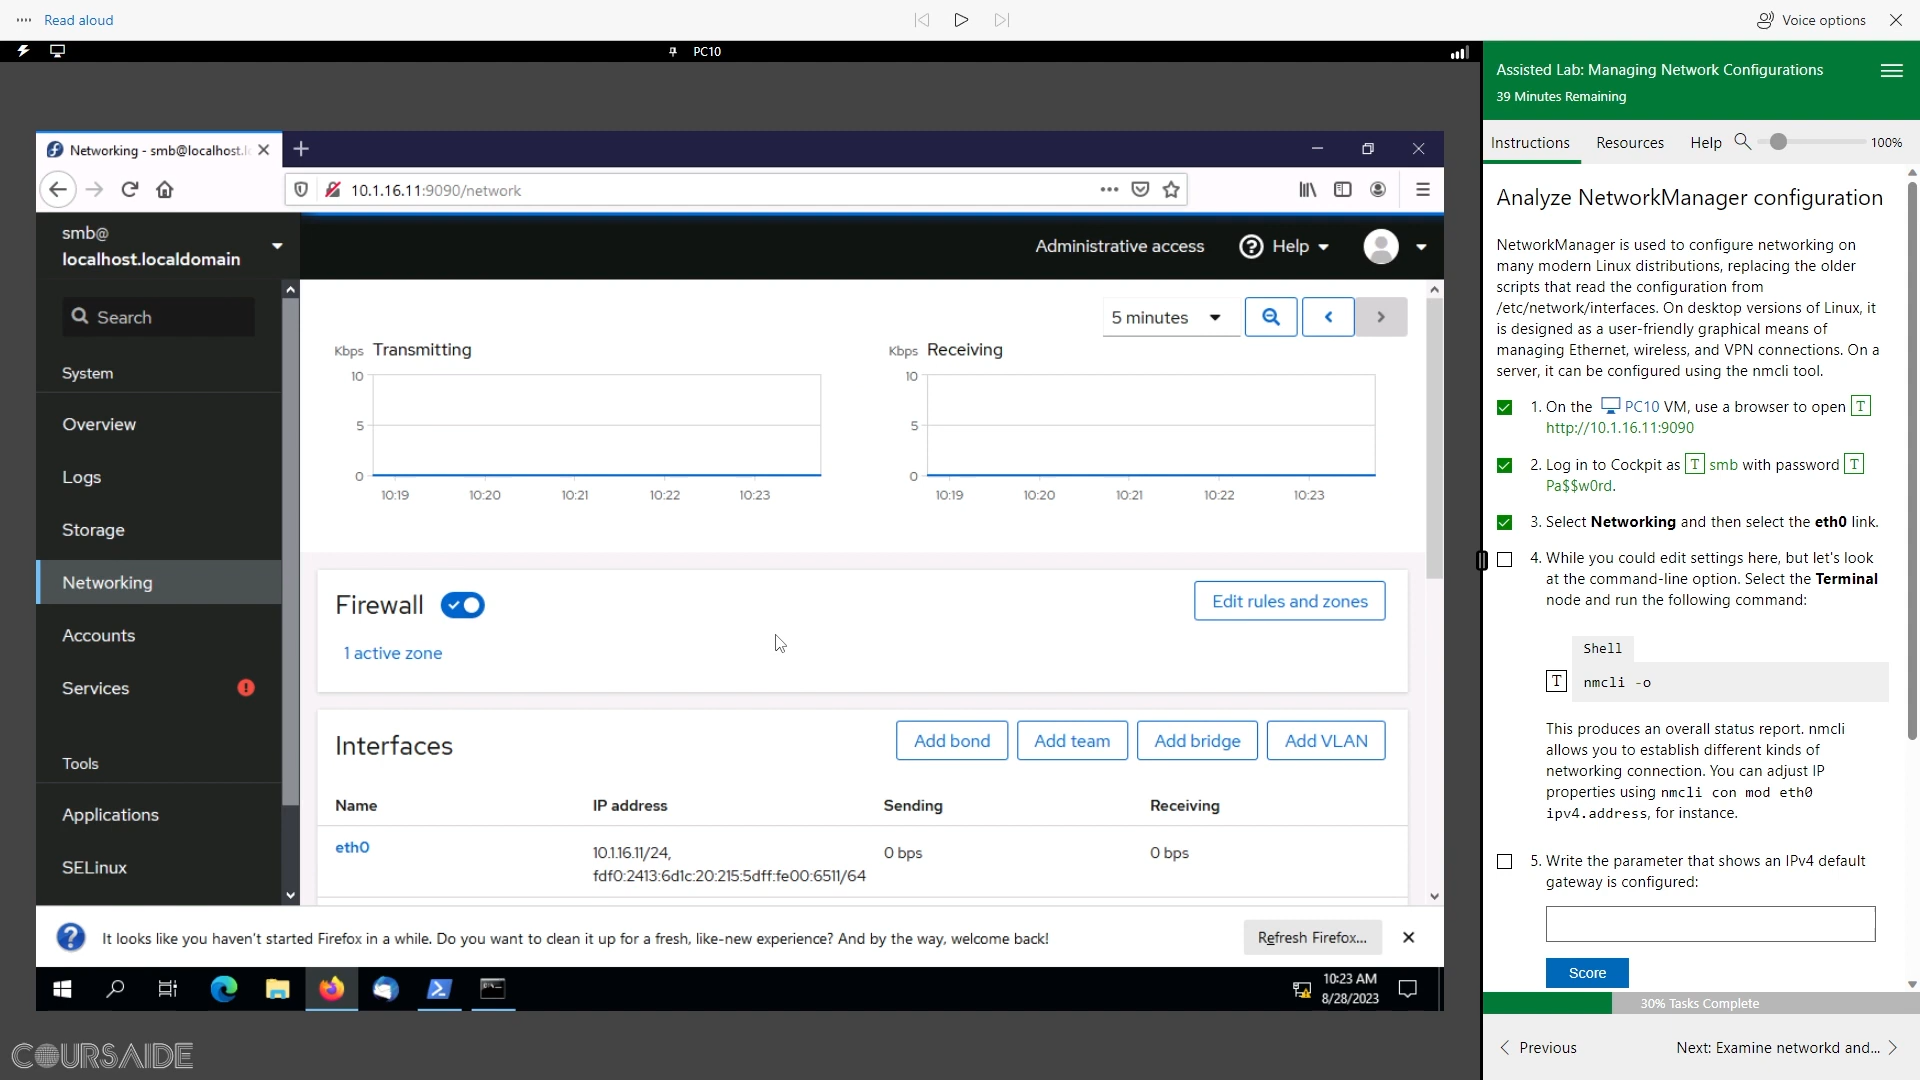 Read aloud
Voice options
PC10
Assisted Lab: Managing Network Configurations
39 Minutes Remaining
Instructions
Resources
Help
100%
Networking - smb@localhost.l
10.1.16.11:9090/network
smb@
localhost.localdomain
Administrative access
Help
Search
System
Overview
Logs
Storage
Networking
Accounts
Services
Tools
Applications
SELinux
5 minutes
Kbps Transmitting
10
5
0
10:19 10:20 10:21 10:22 10:23
Kbps Receiving
10
5
0
10:19 10:20 10:21 10:22 10:23
Firewall
Edit rules and zones
1 active zone
Interfaces
Add bond
Add team
Add bridge
Add VLAN
Name IP address Sending Receiving
eth0 10.1.16.11/24, 0 bps 0 bps
fdf0:2413:6d1c:20:215:5dff:fe00:6511/64
It looks like you haven't started Firefox in a while. Do you want to clean it up for a fresh, like-new experience? And by the way, welcome back!
Refresh Firefox...
10:23 AM
8/28/2023
COURSAIDE
Analyze NetworkManager configuration
NetworkManager is used to configure networking on
many modern Linux distributions, replacing the older
scripts that read the configuration from
/etc/network/interfaces. On desktop versions of Linux, it
is designed as a user-friendly graphical means of
managing Ethernet, wireless, and VPN connections. On a
server, it can be configured using the nmcli tool.
1. On the PC10 VM, use a browser to open T
http://10.1.16.11:9090
2. Log in to Cockpit as T smb with password T
Pa$$w0rd.
3. Select Networking and then select the eth0 link.
4. While you could edit settings here, but let's look
at the command-line option. Select the Terminal
node and run the following command:
Shell
T nmcli -o
This produces an overall status report. nmcli
allows you to establish different kinds of
networking connection. You can adjust IP
properties using nmcli con mod eth0
ipv4.address, for instance.
5. Write the parameter that shows an IPv4 default
gateway is configured:
Score
30% Tasks Complete
Previous
Next: Examine networkd and...